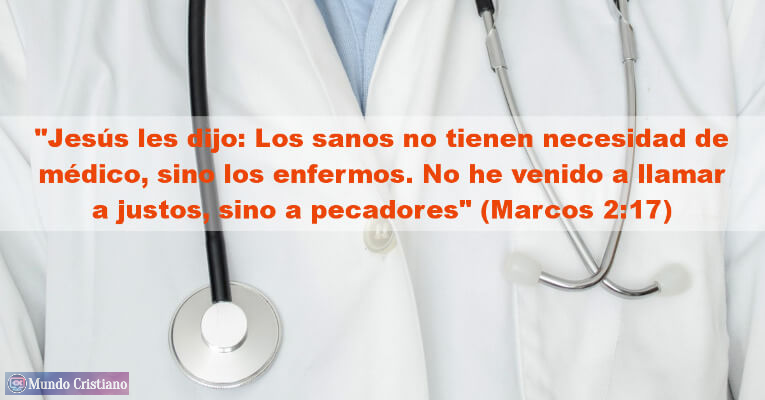 "Jesús les dijo: Los sanos no tienen necesidad de
médico, sino los enfermos. No he venido a llamar
a justos, sino a pecadores" (Marcos 2:17)
Mundo Cristiano